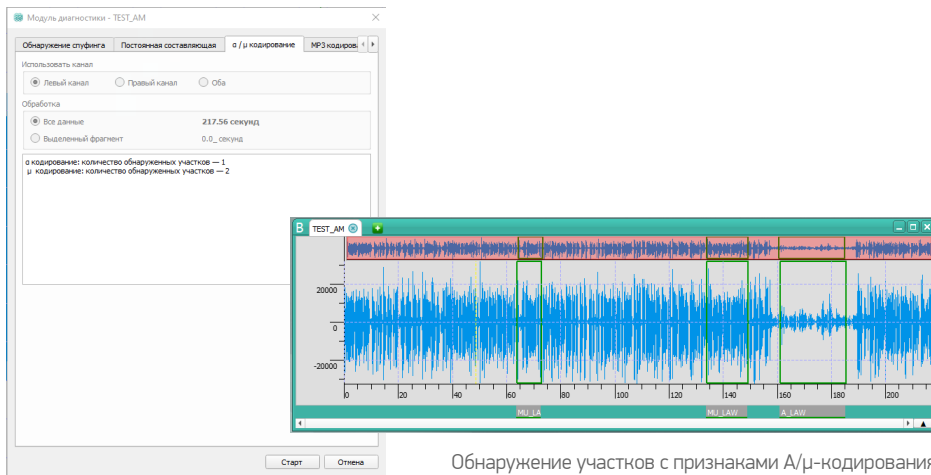 Модуль диагностики - TEST_AM
Обнаружение спуфинга Постоянная составляющая α / μ кодирование MP3 кодиров
Использовать канал
Левый канал Правый канал Оба
Обработка
Все данные 217.56 секунд
Выделенный фрагмент 0.0_ секунд
α кодирование: количество обнаруженных участков — 1
μ кодирование: количество обнаруженных участков — 2
B TEST_AM
20000
0
-20000
0 20 40 60 80 100 120 140 160 180 200
MU_LA MU_LAW A_LAW
Старт Отмена
Обнаружение участков с признаками А/μ-кодирования